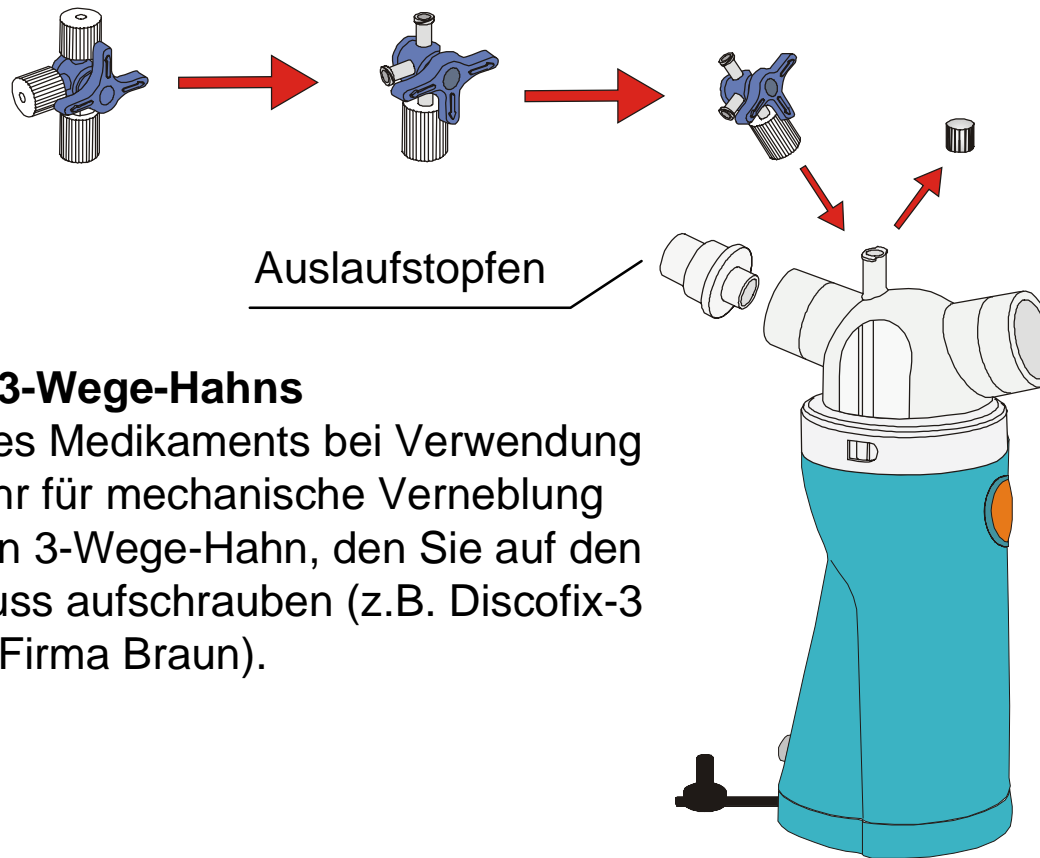 Auslaufstopfen
3-Wege-Hahns
es Medikaments bei Verwendung
hr für mechanische Verneblung
n 3-Wege-Hahn, den Sie auf den
uss aufschrauben (z.B. Discofix-3
Firma Braun).